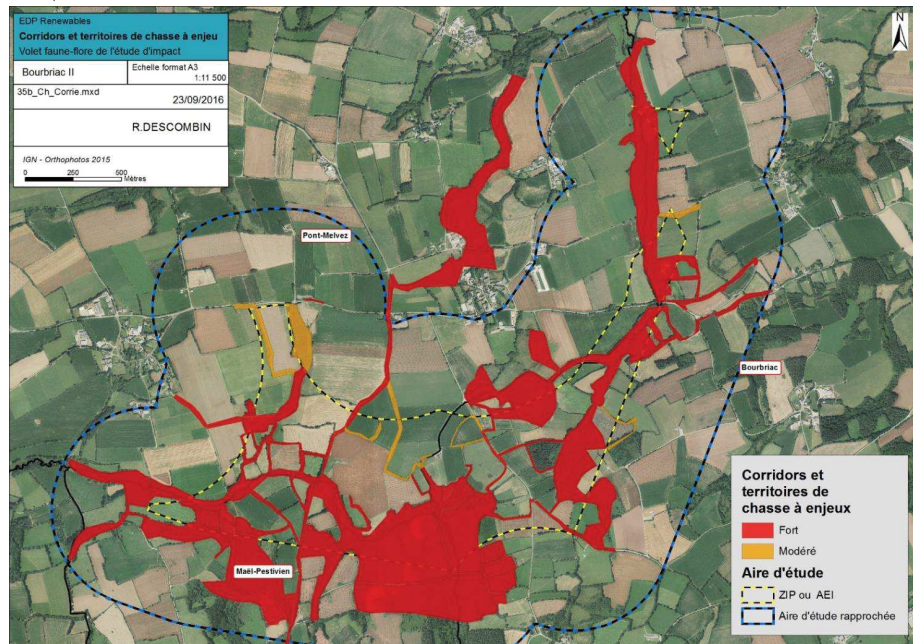 EDP Renewables
Corridors et territoires de chasse à enjeu
Volet faune-flore de l'étude d'impact
Bourbriac II
Echelle format A3
1:11 500
35b_Ch_Corrie.mxd
23/09/2016
R.DESCOMBIN
IGN - Orthophotos 2015
0 250 500
Mètres
N
Pont-Melvez
Bourbriac
Maël-Pestivien
Corridors et
territoires de
chasse à enjeux
Fort
Modéré
Aire d'étude
ZIP ou AEI
Aire d'étude rapprochée